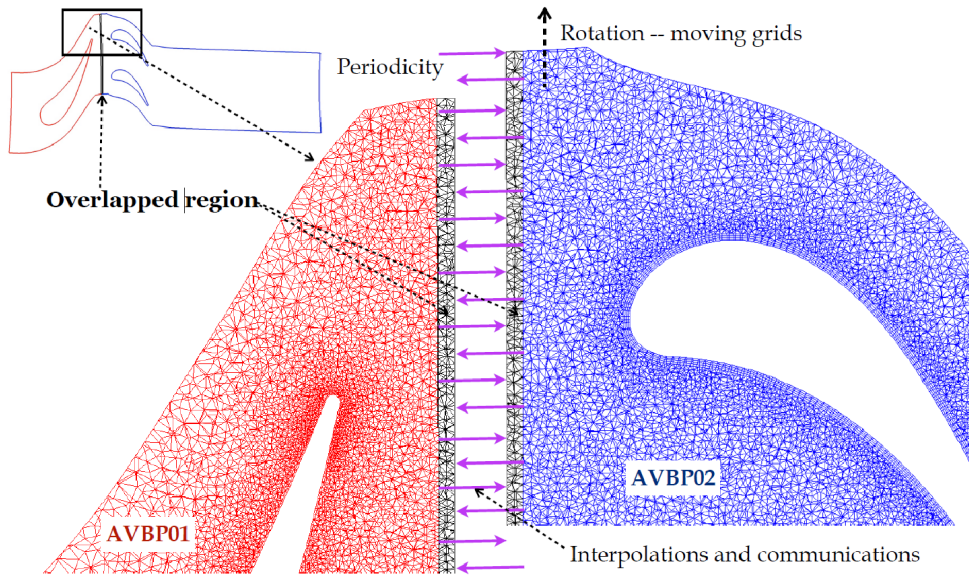 Rotation -- moving grids
Periodicity
Overlapped region
AVBP02
AVBP01
Interpolations and communications